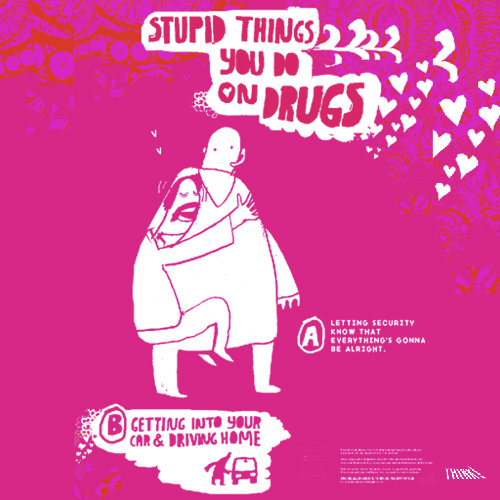 STUPID THINGS
YOU DO
ON DRUGS
A
LETTING SECURITY
KNOW THAT
EVERYTHING'S GONNA
BE ALRIGHT.
B
GETTING INTO YOUR
CAR & DRIVING HOME
THINK!